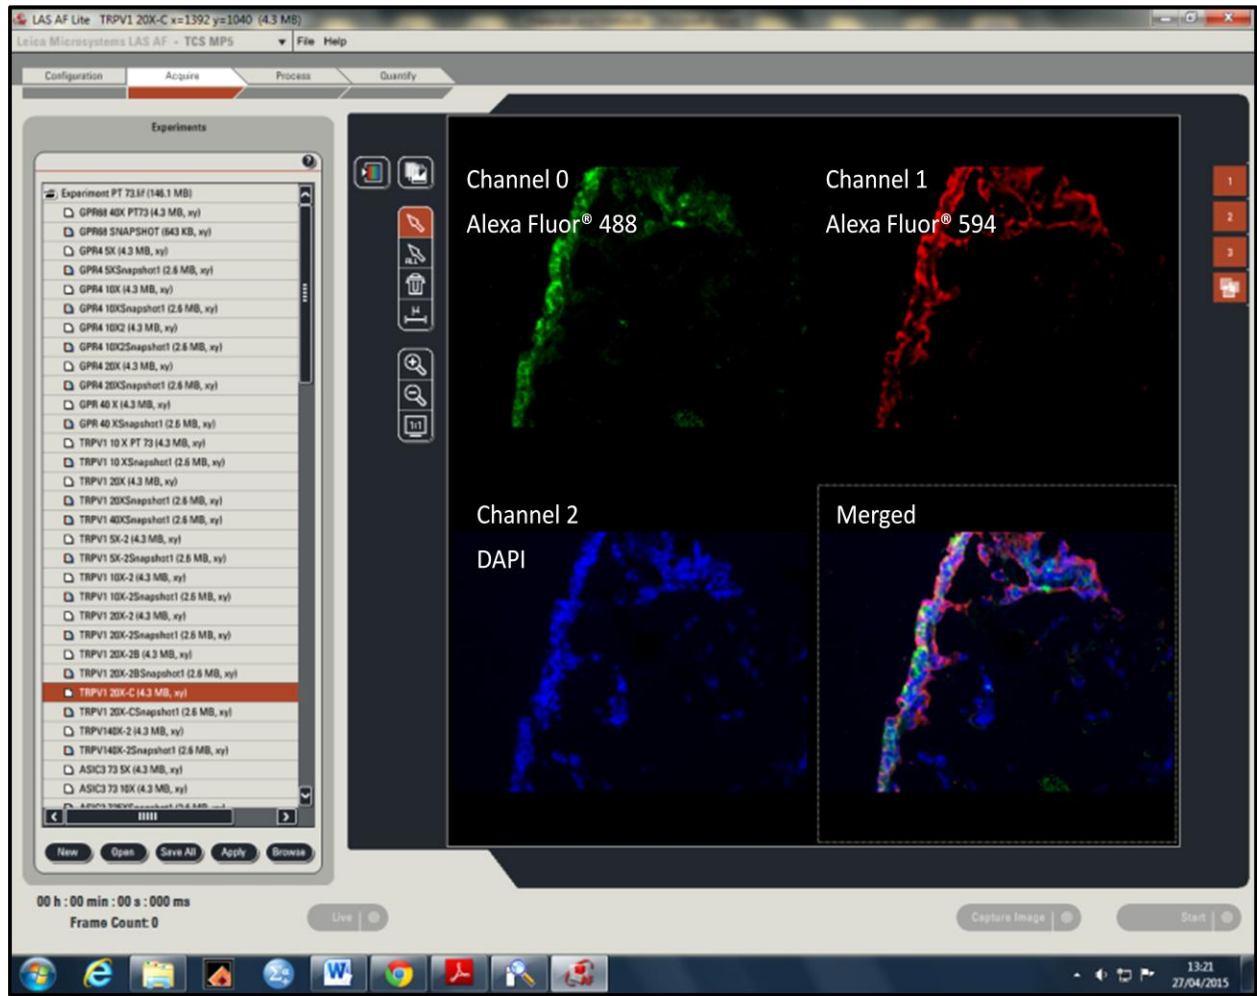 LAS AF Lite TRPV1 20X-C x=1392 y=1040 (4.3 MB)
Leica Microsystems LAS AF - TCS MP5 File Help
Configuration Acquire Process Quantify
Experiments
Experiment PT 73.lif (146.1 MB)
GPR68 40X PT73 (4.3 MB, xy)
GPR68 SNAPSHOT (643 KB, xy)
GPR4 5X (4.3 MB, xy)
GPR4 5XSnapshot1 (2.6 MB, xy)
GPR4 10X (4.3 MB, xy)
GPR4 10XSnapshot1 (2.6 MB, xy)
GPR4 10X2 (4.3 MB, xy)
GPR4 10X2Snapshot1 (2.6 MB, xy)
GPR4 20X (4.3 MB, xy)
GPR4 20XSnapshot1 (2.6 MB, xy)
GPR 40 X (4.3 MB, xy)
GPR 40 XSnapshot1 (2.6 MB, xy)
TRPV1 10 X PT 73 (4.3 MB, xy)
TRPV1 10 XSnapshot1 (2.6 MB, xy)
TRPV1 20X (4.3 MB, xy)
TRPV1 20XSnapshot1 (2.6 MB, xy)
TRPV1 40XSnapshot1 (2.6 MB, xy)
TRPV1 5X-2 (4.3 MB, xy)
TRPV1 5X-2Snapshot1 (2.6 MB, xy)
TRPV1 10X-2 (4.3 MB, xy)
TRPV1 10X-2Snapshot1 (2.6 MB, xy)
TRPV1 20X-2 (4.3 MB, xy)
TRPV1 20X-2Snapshot1 (2.6 MB, xy)
TRPV1 20X-2B (4.3 MB, xy)
TRPV1 20X-2BSnapshot1 (2.6 MB, xy)
TRPV1 20X-C (4.3 MB, xy)
TRPV1 20X-CSnapshot1 (2.6 MB, xy)
TRPV140X-2 (4.3 MB, xy)
TRPV140X-2Snapshot1 (2.6 MB, xy)
ASIC3 73 5X (4.3 MB, xy)
ASIC3 73 10X (4.3 MB, xy)
New Open Save All Apply Browse
00 h : 00 min : 00 s : 000 ms
Frame Count: 0
ALL
1:1
Channel 0
Alexa Fluor® 488
Channel 1
Alexa Fluor® 594
Channel 2
DAPI
Merged
1
2
3
Live
Capture Image
Start
13:21
27/04/2015